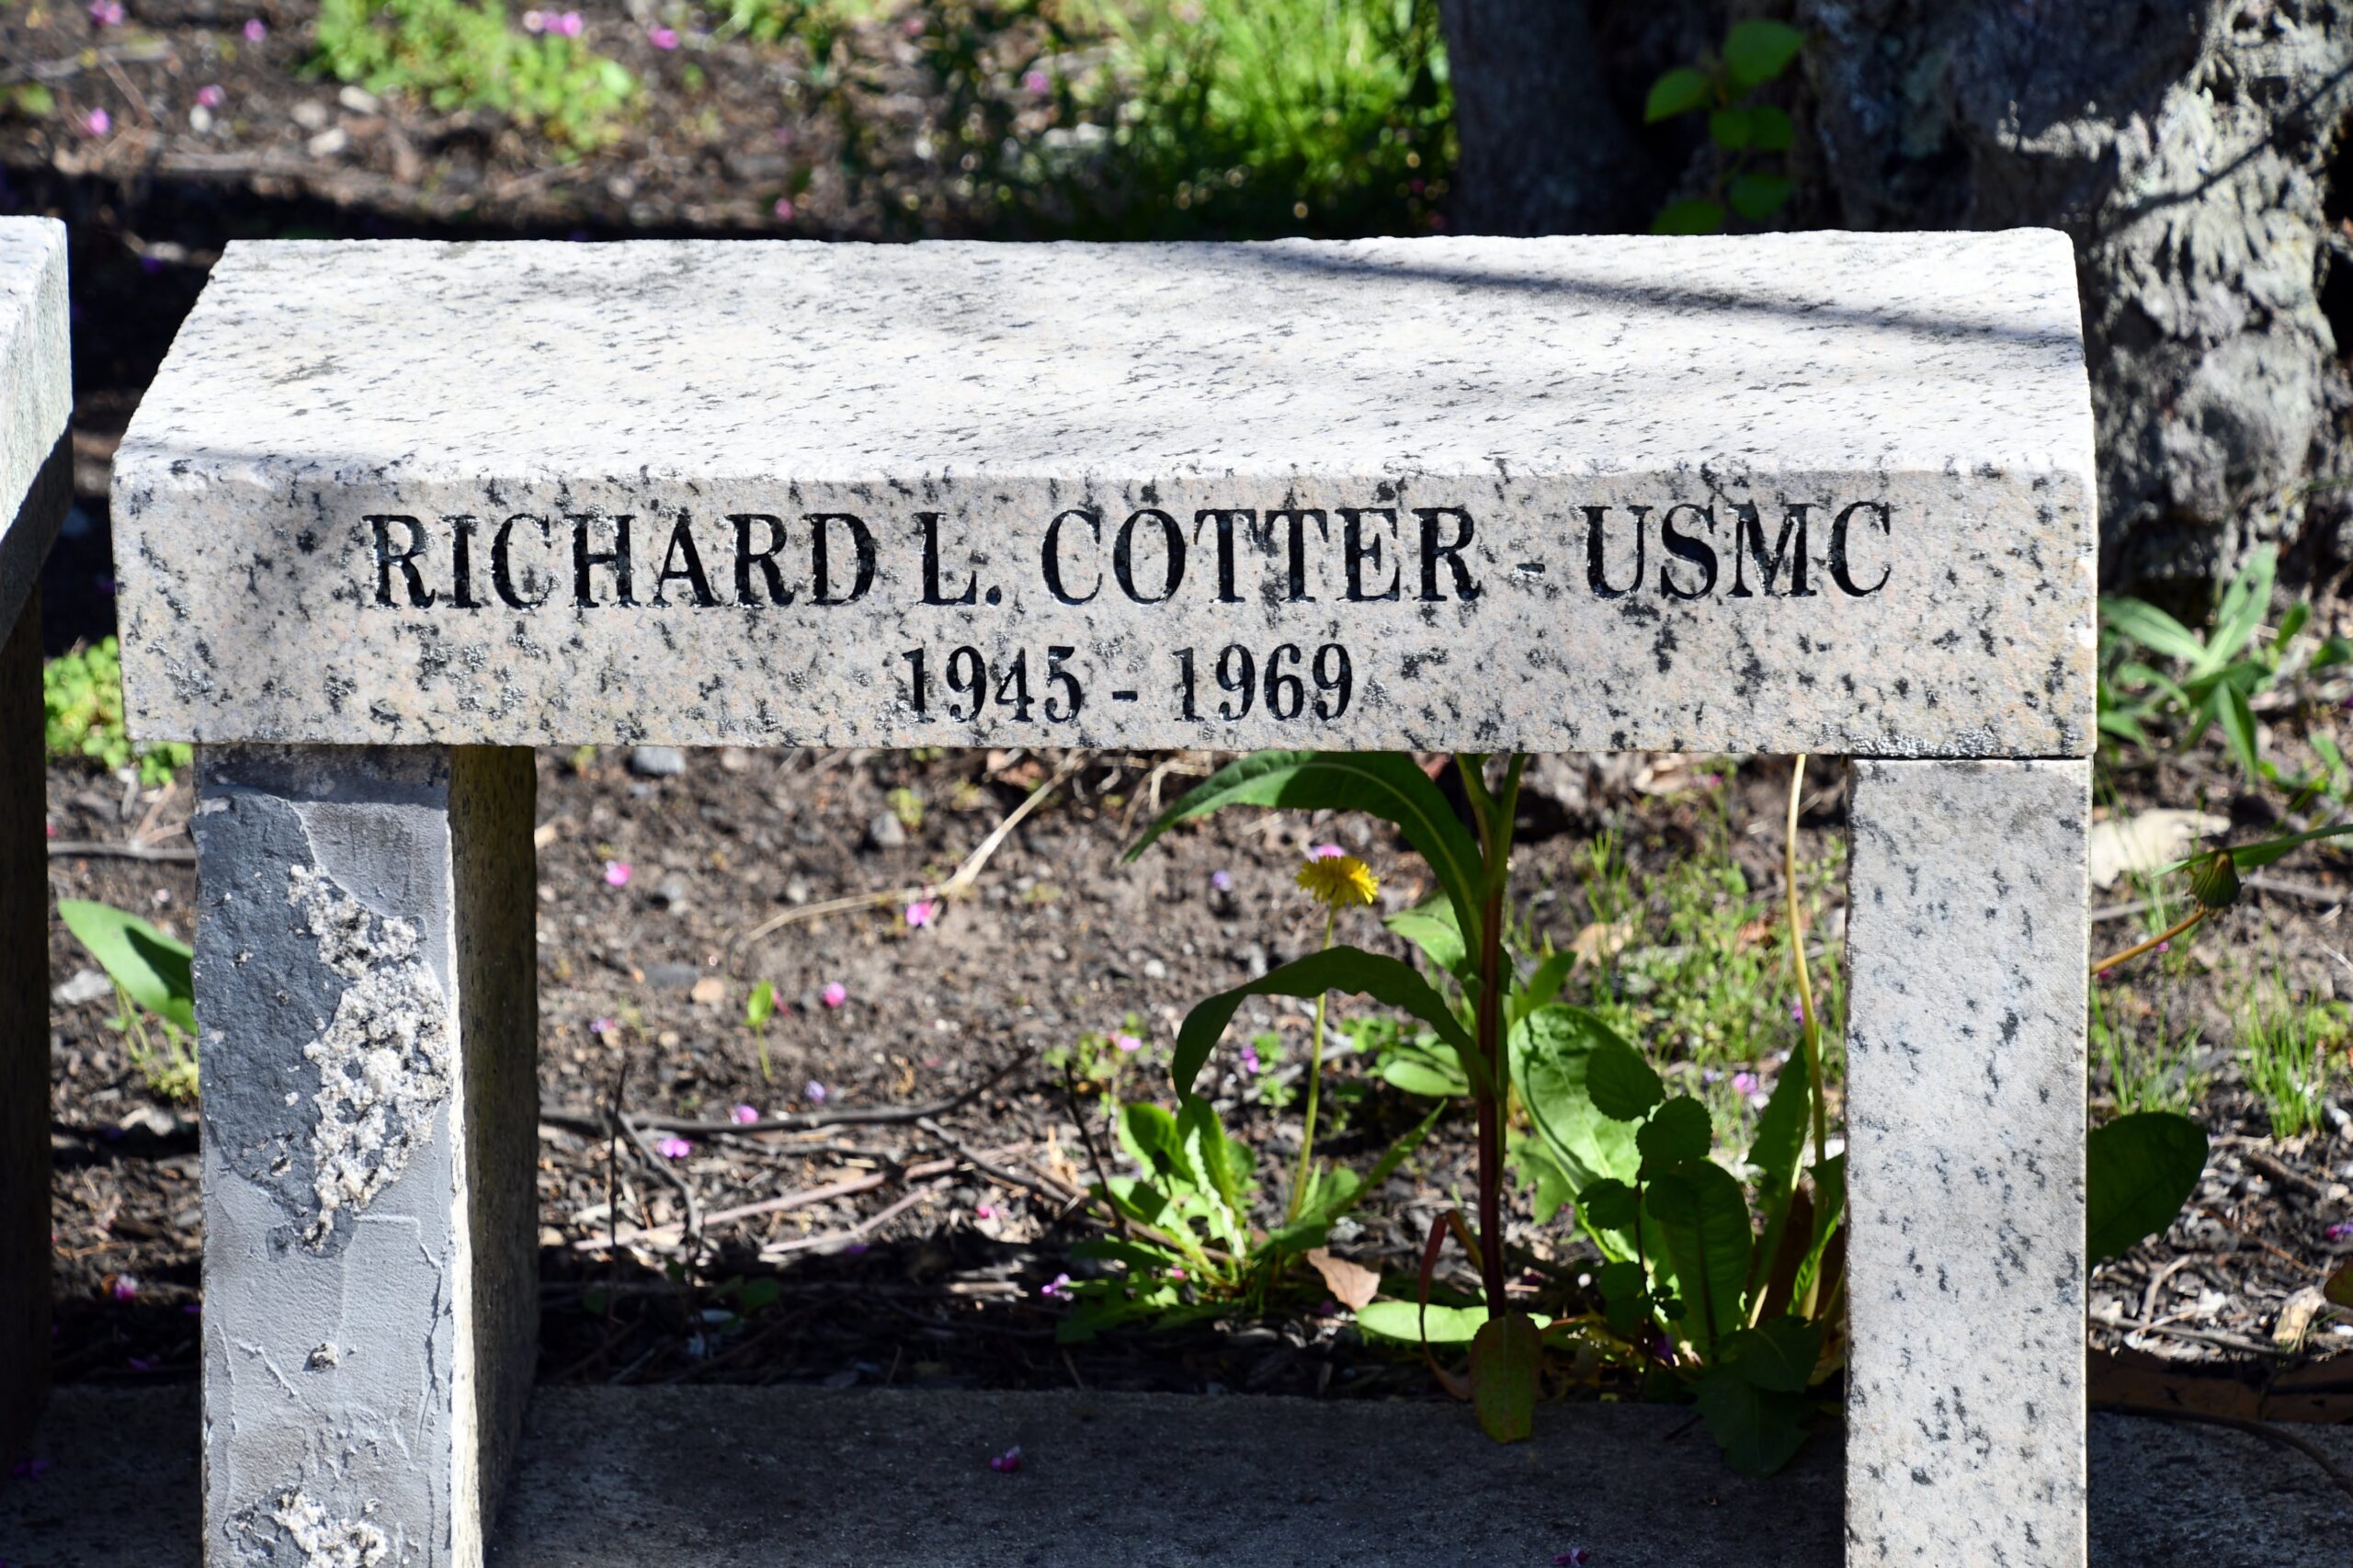 RICHARD L. COTTER - USMC
1945 - 1969